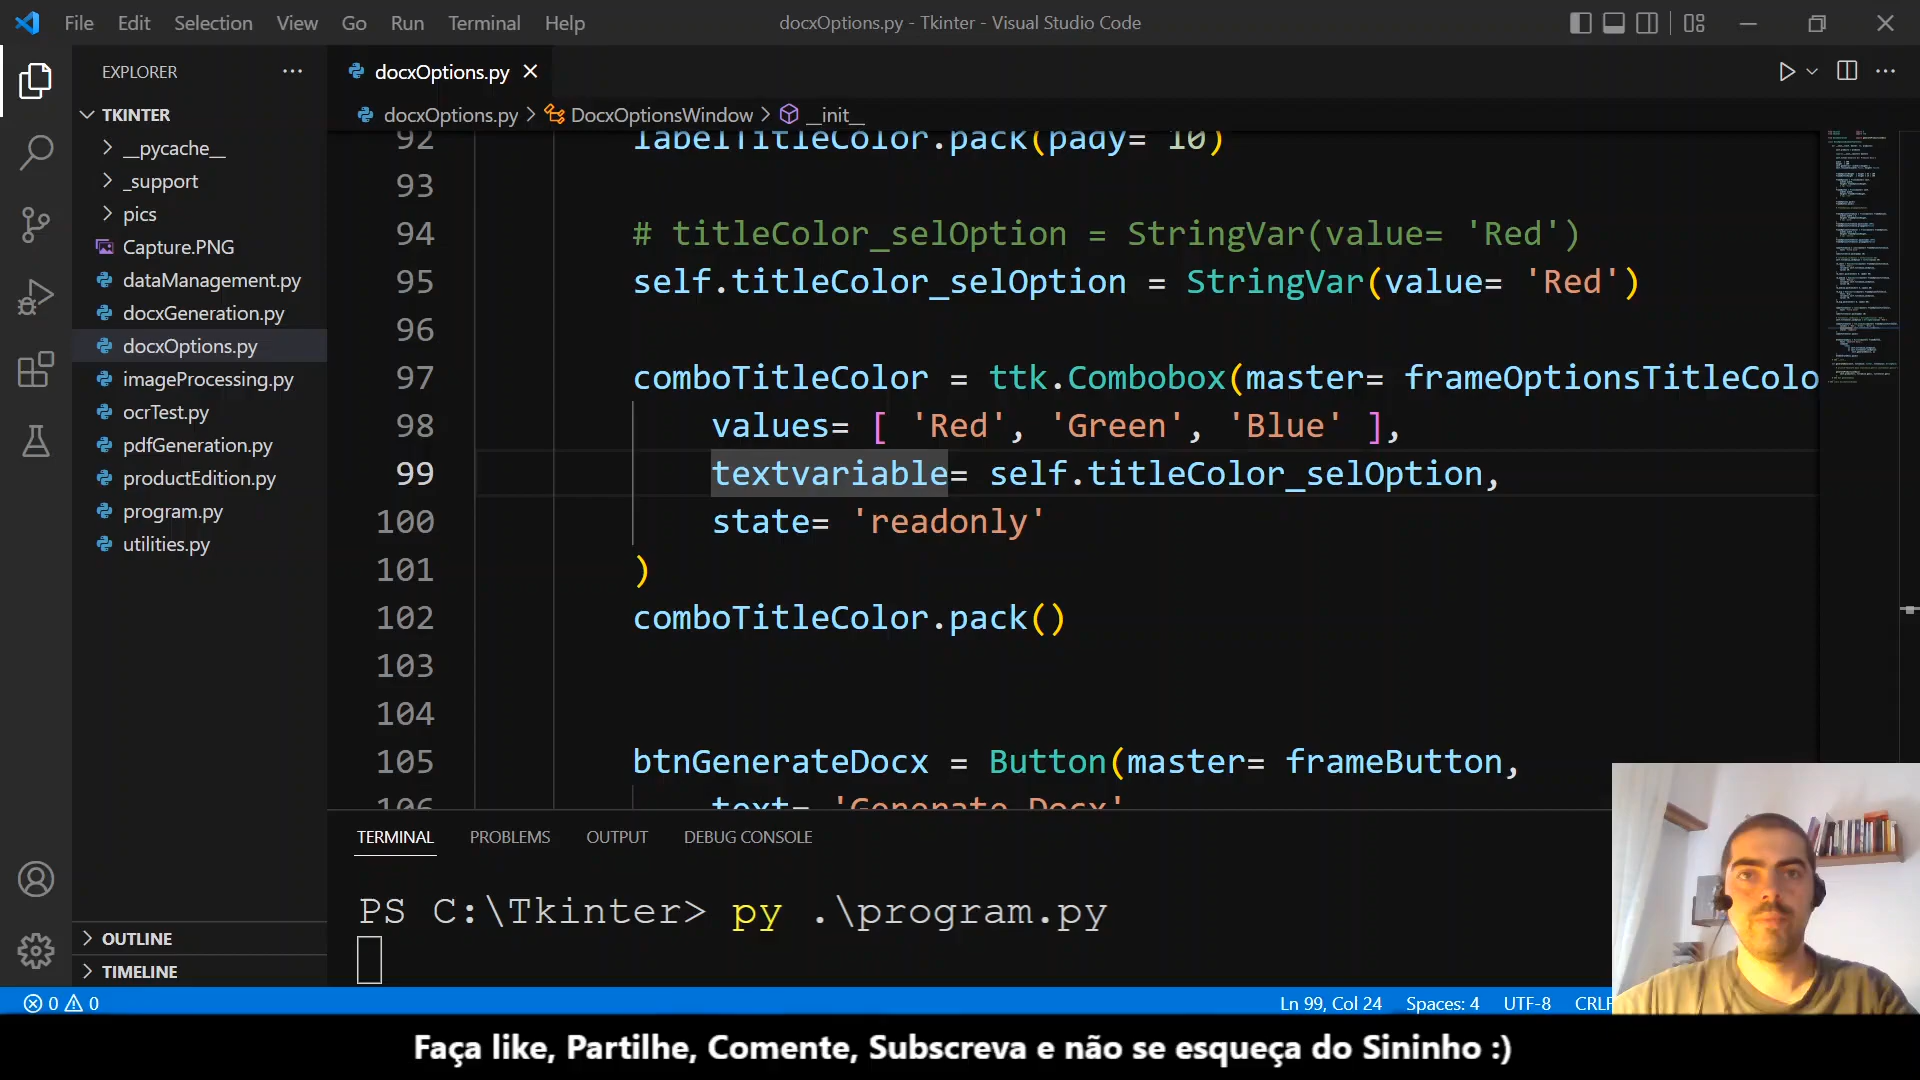 File Edit Selection View Go Run Terminal Help docxOptions.py - Tkinter - Visual Studio Code
EXPLORER
TKINTER
__pycache__
_support
pics
Capture.PNG
dataManagement.py
docxGeneration.py
docxOptions.py
imageProcessing.py
ocrTest.py
pdfGeneration.py
productEdition.py
program.py
utilities.py
OUTLINE
TIMELINE
docxOptions.py
docxOptions.py > DocxOptionsWindow > __init__
92 labelTitleColor.pack(pady= 10)
93
94 # titleColor_selOption = StringVar(value= 'Red')
95 self.titleColor_selOption = StringVar(value= 'Red')
96
97 comboTitleColor = ttk.Combobox(master= frameOptionsTitleColo
98 values= [ 'Red', 'Green', 'Blue' ],
99 textvariable= self.titleColor_selOption,
100 state= 'readonly'
101 )
102 comboTitleColor.pack()
103
104
105 btnGenerateDocx = Button(master= frameButton,
106 text= 'Generate Docx'
TERMINAL PROBLEMS OUTPUT DEBUG CONSOLE
PS C:\Tkinter> py .\program.py
0 0 Ln 99, Col 24 Spaces: 4 UTF-8 CRLF
Faça like, Partilhe, Comente, Subscreva e não se esqueça do Sininho :)